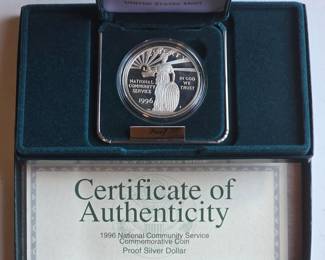 United States Mint
LIBERTY
NATIONAL
COMMUNITY
SERVICE
1996
IN GOD
WE
TRUST
Proof
Certificate of
Authenticity
1996 National Community Service
Commemorative Coin
Proof Silver Dollar